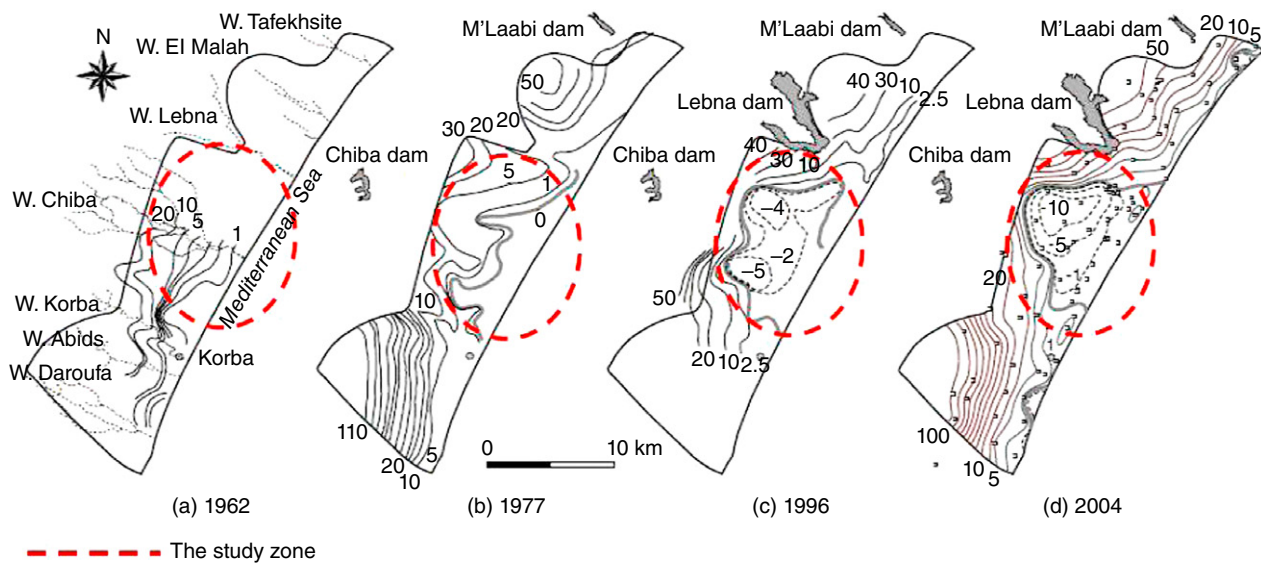 N
W. Tafekhsite
W. El Malah
W. Lebna
W. Chiba
20
10
5
1
W. Korba
W. Abids
W. Daroufa
Korba
Mediterranean Sea
(a) 1962
M'Laabi dam
50
20
20
30
Chiba dam
5
1
0
10
110
20
10
5
0 10 km
(b) 1977
M'Laabi dam
Lebna dam
40
30
10
2.5
Chiba dam
40
30
10
–4
–2
–5
50
20
10
2.5
(c) 1996
M'Laabi dam
20
10
5
50
Lebna dam
Chiba dam
10
5
1
20
1
100
10
5
(d) 2004
The study zone